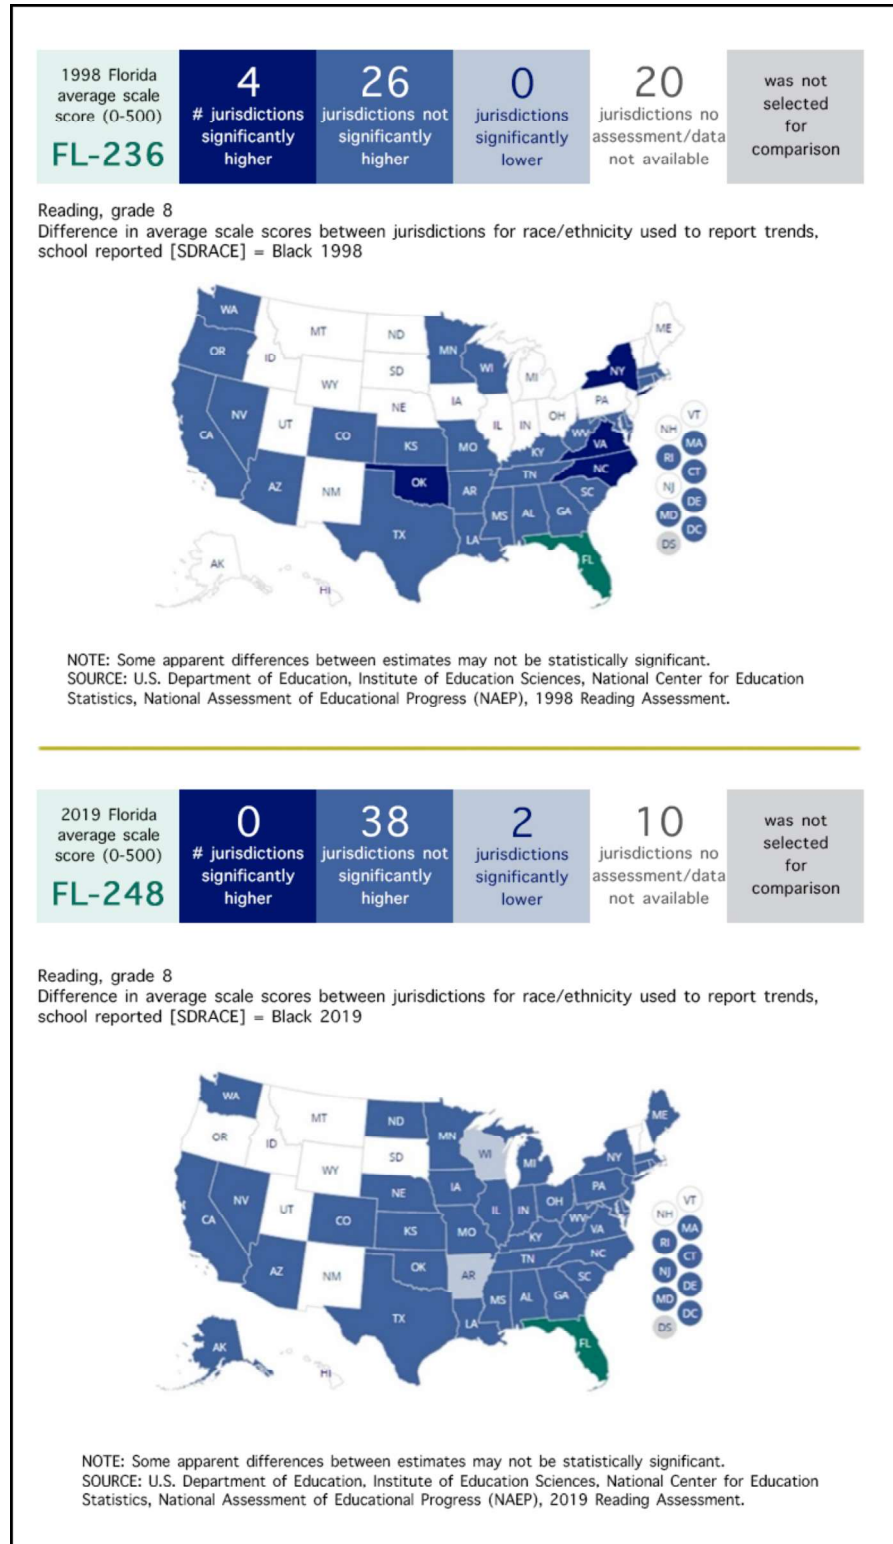 1998 Florida
average scale
score (0-500)
FL-236
4
# jurisdictions
significantly
higher
26
jurisdictions not
significantly
higher
0
jurisdictions
significantly
lower
20
jurisdictions no
assessment/data
not available
was not
selected
for
comparison
Reading, grade 8
Difference in average scale scores between jurisdictions for race/ethnicity used to report trends,
school reported [SDRACE] = Black 1998
WA
MT
ND
ME
OR
ID
MN
SD
WI
NY
WY
MI
IA
PA
NE
NV
UT
IL
IN
OH
VT
NH
CA
CO
KS
MO
WV
VA
MA
KY
RI
CT
AZ
NM
OK
AR
TN
NC
NJ
DE
SC
MS
AL
GA
MD
DC
TX
LA
DS
AK
FL
HI
NOTE: Some apparent differences between estimates may not be statistically significant.
SOURCE: U.S. Department of Education, Institute of Education Sciences, National Center for Education
Statistics, National Assessment of Educational Progress (NAEP), 1998 Reading Assessment.
2019 Florida
average scale
score (0-500)
FL-248
0
# jurisdictions
significantly
higher
38
jurisdictions not
significantly
higher
2
jurisdictions
significantly
lower
10
jurisdictions no
assessment/data
not available
was not
selected
for
comparison
Reading, grade 8
Difference in average scale scores between jurisdictions for race/ethnicity used to report trends,
school reported [SDRACE] = Black 2019
WA
MT
ND
ME
OR
ID
MN
SD
WI
NY
WY
MI
IA
PA
NE
NV
UT
IL
IN
OH
VT
NH
CA
CO
KS
MO
WV
VA
MA
KY
RI
CT
AZ
NM
OK
AR
TN
NC
NJ
DE
SC
MS
AL
GA
MD
DC
TX
LA
DS
AK
FL
HI
NOTE: Some apparent differences between estimates may not be statistically significant.
SOURCE: U.S. Department of Education, Institute of Education Sciences, National Center for Education
Statistics, National Assessment of Educational Progress (NAEP), 2019 Reading Assessment.